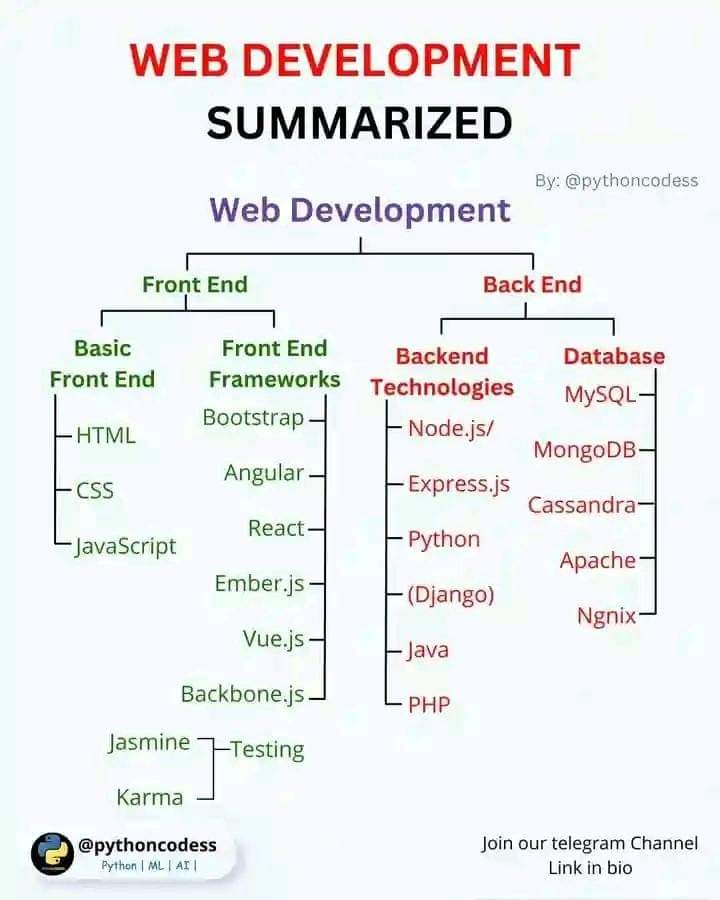 WEB DEVELOPMENT
SUMMARIZED
By: @pythoncodess
Web Development
Front End
Back End
Basic
Front End
HTML
CSS
JavaScript
Front End
Frameworks
Bootstrap
Angular
React
Ember.js
Vue.js
Backbone.js
Jasmine
Testing
Karma
Backend
Technologies
Node.js/
Express.js
Python
(Django)
Java
PHP
Database
MySQL
MongoDB
Cassandra
Apache
Ngnix
@pythoncodess
Python | ML | AI |
Join our telegram Channel
Link in bio